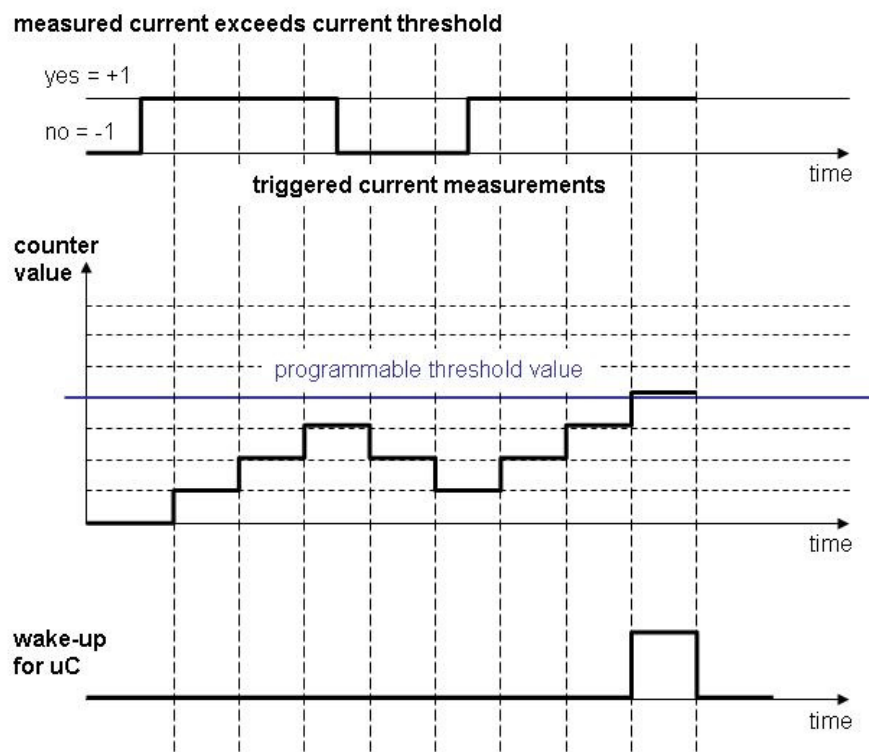 measured current exceeds current threshold
yes = +1
no = -1
time
triggered current measurements
counter
value
programmable threshold value
time
wake-up
for uC
time